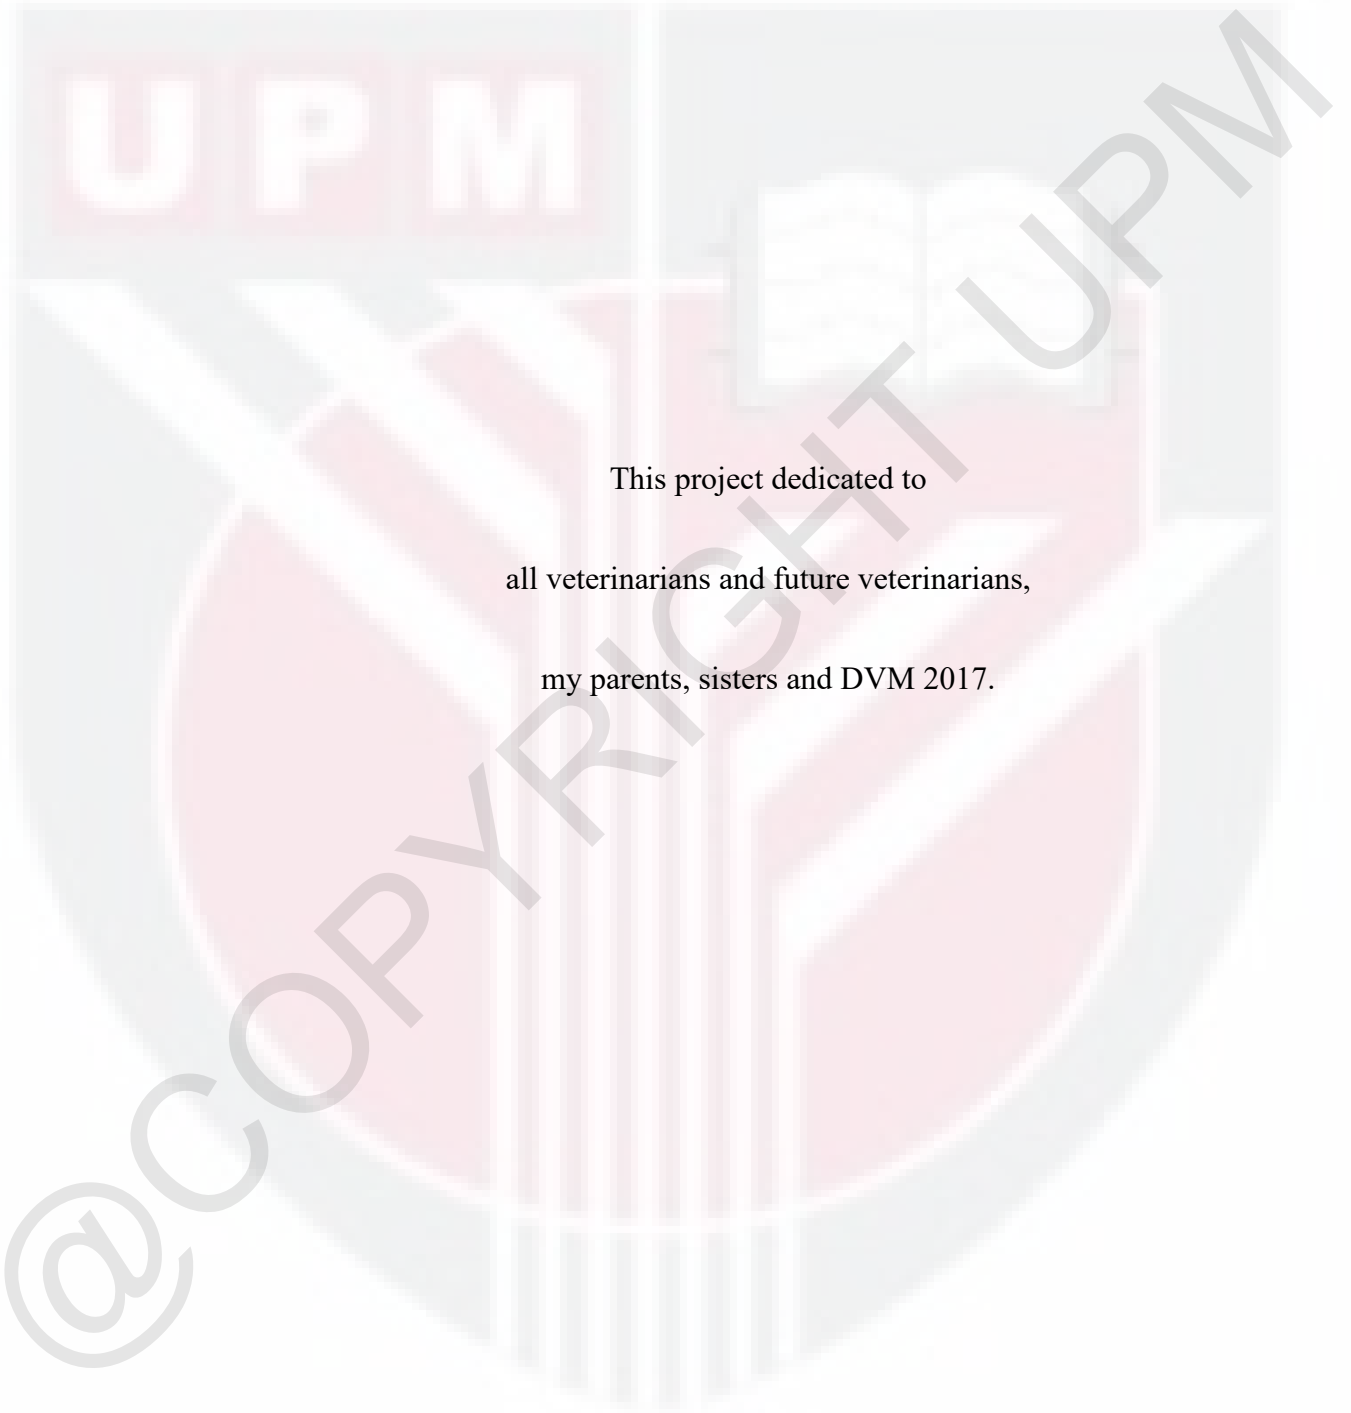 UPM
This project dedicated to
all veterinarians and future veterinarians,
my parents, sisters and DVM 2017.
@COPYRIGHT UPM